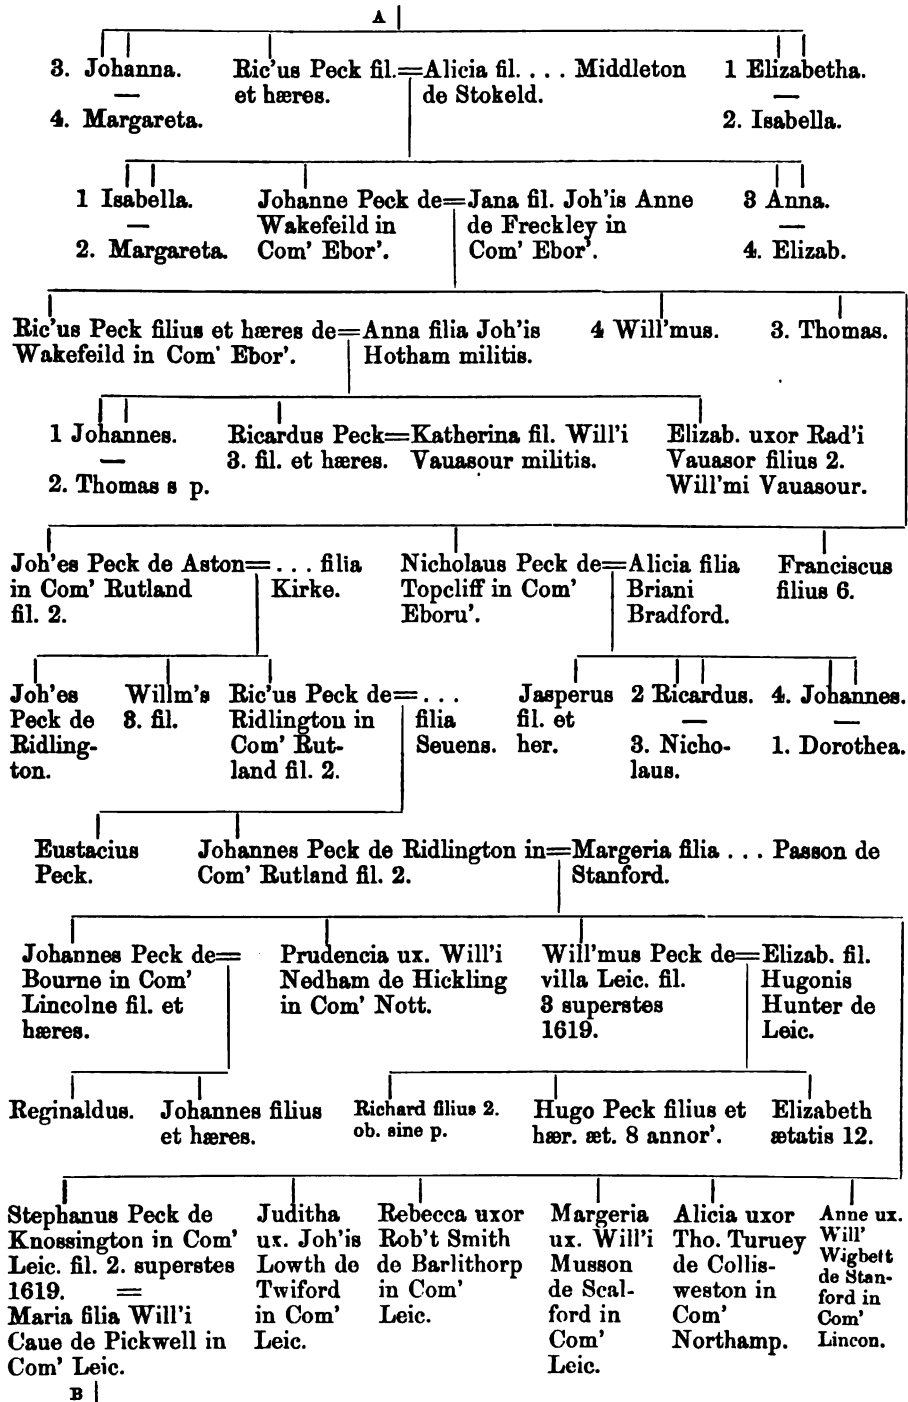 A
3. Johanna.
—
4. Margareta.
Ric'us Peck fil.=Alicia fil. . . . . Middleton
et hæres. de Stokeld.
1 Elizabetha.
—
2. Isabella.
1 Isabella.
—
2. Margareta.
Johanne Peck de=Jana fil. Joh'is Anne
Wakefeild in de Freckley in
Com' Ebor'. Com' Ebor'.
3 Anna.
—
4. Elizab.
Ric'us Peck filius et hæres de=Anna filia Joh'is
Wakefeild in Com' Ebor'. Hotham militis.
4 Will'mus.
3. Thomas.
1 Johannes.
—
2. Thomas s p.
Ricardus Peck=Katherina fil. Will'i
3. fil. et hæres. Vauasour militis.
Elizab. uxor Rad'i
Vauasor filius 2.
Will'mi Vauasour.
Joh'es Peck de Aston=. . . filia
in Com' Rutland Kirke.
fil. 2.
Nicholaus Peck de=Alicia filia
Topcliff in Com' Briani
Eboru'. Bradford.
Franciscus
filius 6.
Joh'es
Peck de
Ridling-
ton.
Willm's
3. fil.
Ric'us Peck de=. . .
Ridlingtou in filia
Com' Rut- Seuens.
land fil. 2.
Jasperus
fil. et
her.
2 Ricardus.
—
3. Nicho-
laus.
4. Johannes.
—
1. Dorothea.
Eustacius
Peck.
Johannes Peck de Ridlington in=Margeria filia . . . Passon de
Com' Rutland fil. 2. Stanford.
Johannes Peck de=
Bourne in Com'
Lincolne fil. et
hæres.
Prudencia ux. Will'i
Nedham de Hickling
in Com' Nott.
Will'mus Peck de=Elizab. fil.
villa Leic. fil. Hugonis
3 superstes Hunter de
1619. Leic.
Reginaldus.
Johannes filius
et hæres.
Richard filius 2.
ob. sine p.
Hugo Peck filius et
hær. æt. 8 annor'.
Elizabeth
ætatis 12.
Stephanus Peck de
Knossington in Com'
Leic. fil. 2. superstes
1619. =
Maria filia Will'i
Caue de Pickwell in
Com' Leic.
Juditha
ux. Joh'is
Lowth de
Twiford
in Com'
Leic.
Rebecca uxor
Rob't Smith
de Barlithorp
in Com'
Leic.
Margeria
ux. Will'i
Musson
de Scal-
ford in
Com'
Leic.
Alicia uxor
Tho. Turuey
de Collis-
weston in
Com'
Northamp.
Anne ux.
Will'
Wigbett
de Stan-
ford in
Com'
Lincon.
B